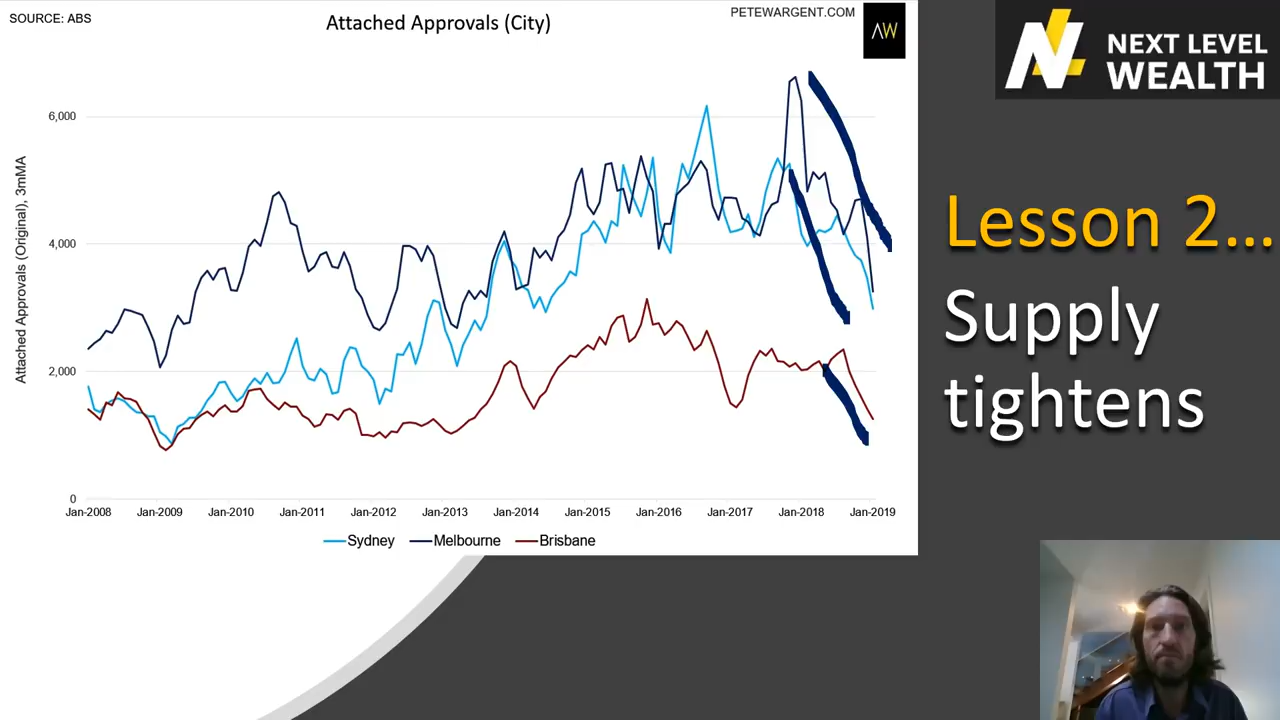 SOURCE: ABS
Attached Approvals (City)
PETEWARGENT.COM
AW
NEXT LEVEL
WEALTH
Attached Approvals (Original), 3mMA
6,000
4,000
2,000
0
Jan-2008 Jan-2009 Jan-2010 Jan-2011 Jan-2012 Jan-2013 Jan-2014 Jan-2015 Jan-2016 Jan-2017 Jan-2018 Jan-2019
Sydney Melbourne Brisbane
Lesson 2...
Supply
tightens